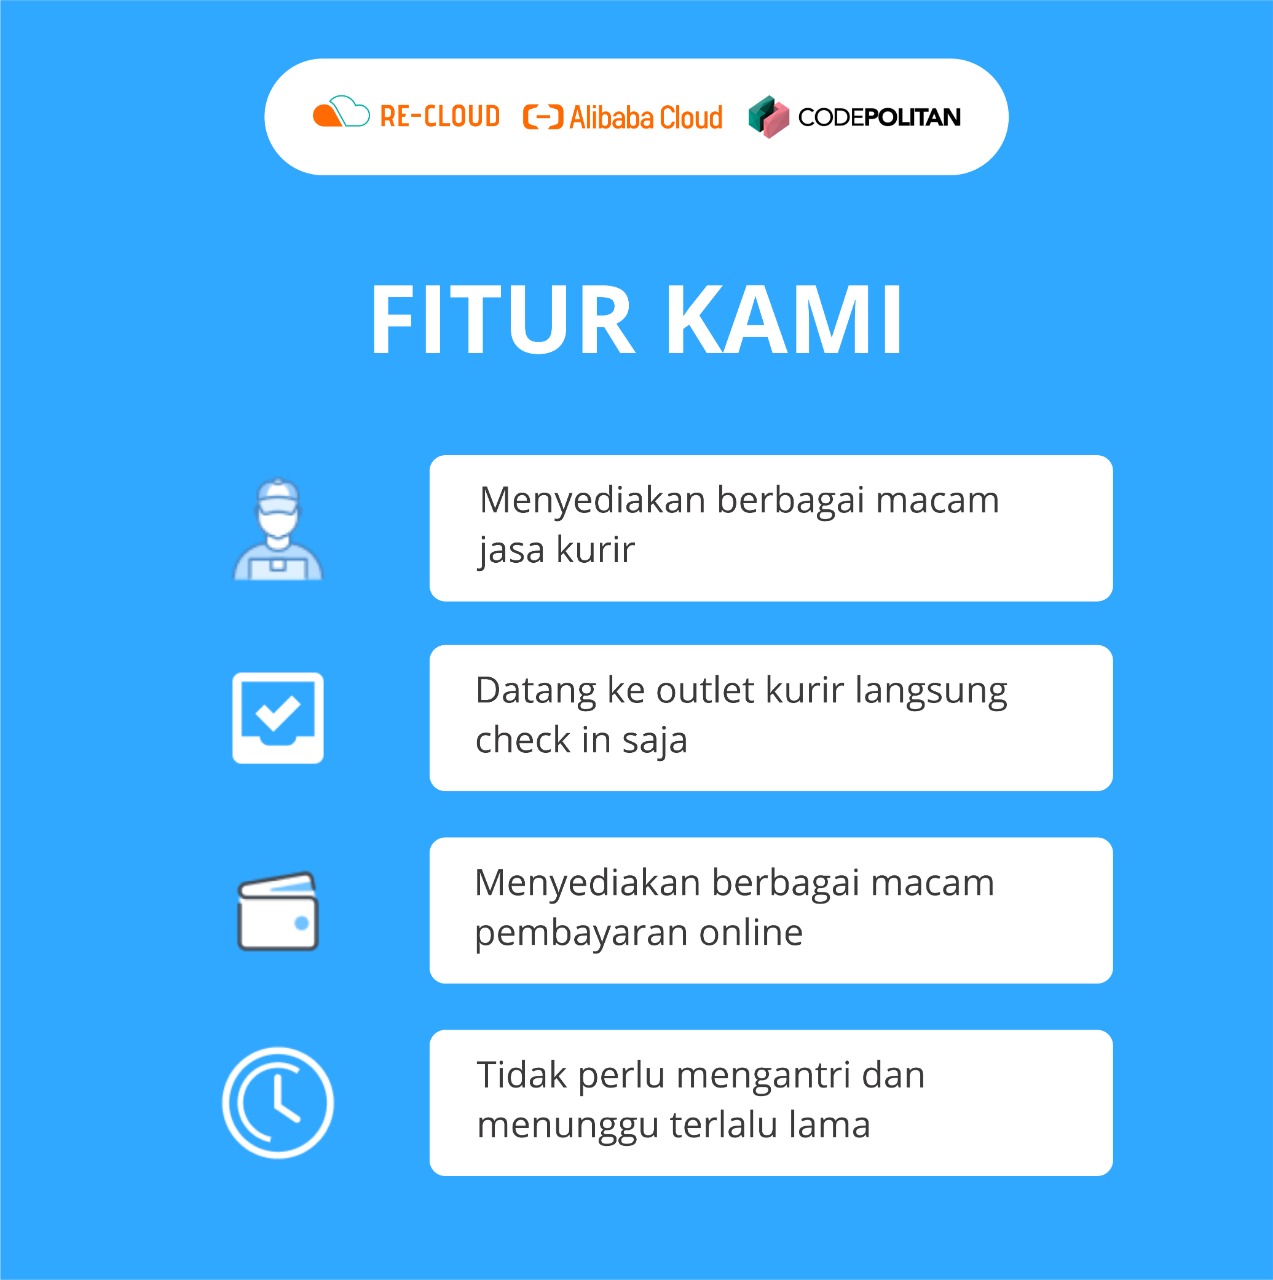 RE-CLOUD Alibaba Cloud CODEPOLITAN
FITUR KAMI
Menyediakan berbagai macam
jasa kurir
Datang ke outlet kurir langsung
check in saja
Menyediakan berbagai macam
pembayaran online
Tidak perlu mengantri dan
menunggu terlalu lama